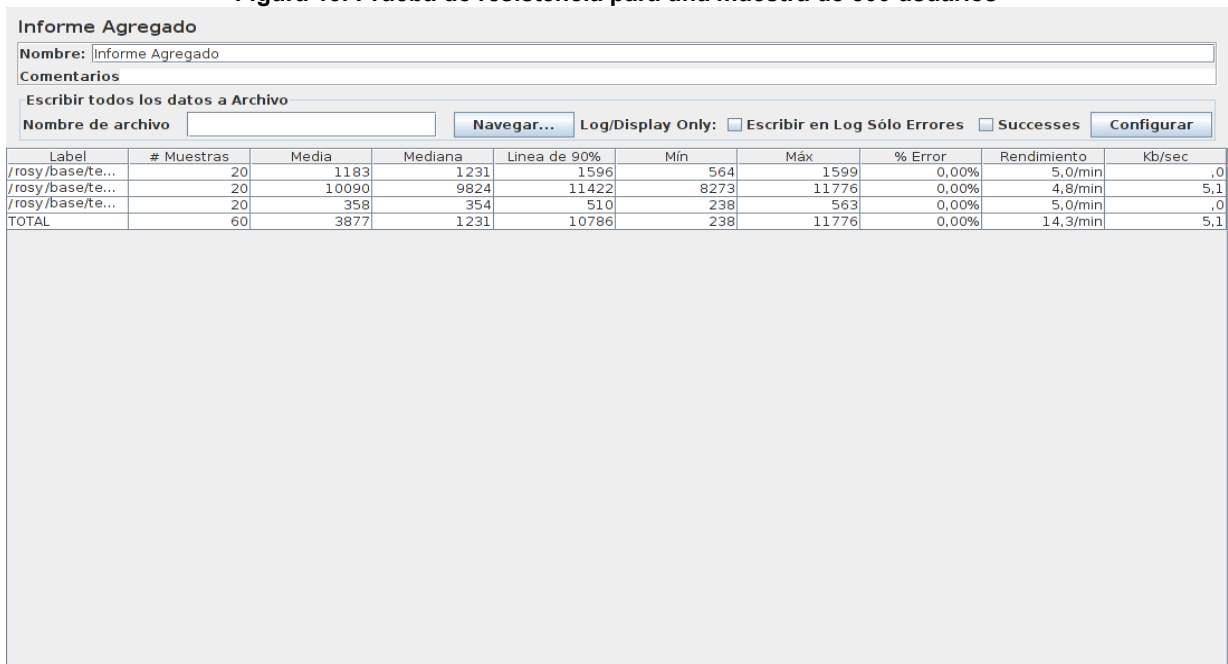 Informe Agregado
Nombre: Informe Agregado
Comentarios
Escribir todos los datos a Archivo
Nombre de archivo Navegar... Log/Display Only: Escribir en Log Sólo Errores Successes Configurar
Label # Muestras Media Mediana Linea de 90% Mín Máx % Error Rendimiento Kb/sec
/rosy/base/te... 20 1183 1231 1596 564 1599 0,00% 5,0/min ,0
/rosy/base/te... 20 10090 9824 11422 8273 11776 0,00% 4,8/min 5,1
/rosy/base/te... 20 358 354 510 238 563 0,00% 5,0/min ,0
TOTAL 60 3877 1231 10786 238 11776 0,00% 14,3/min 5,1